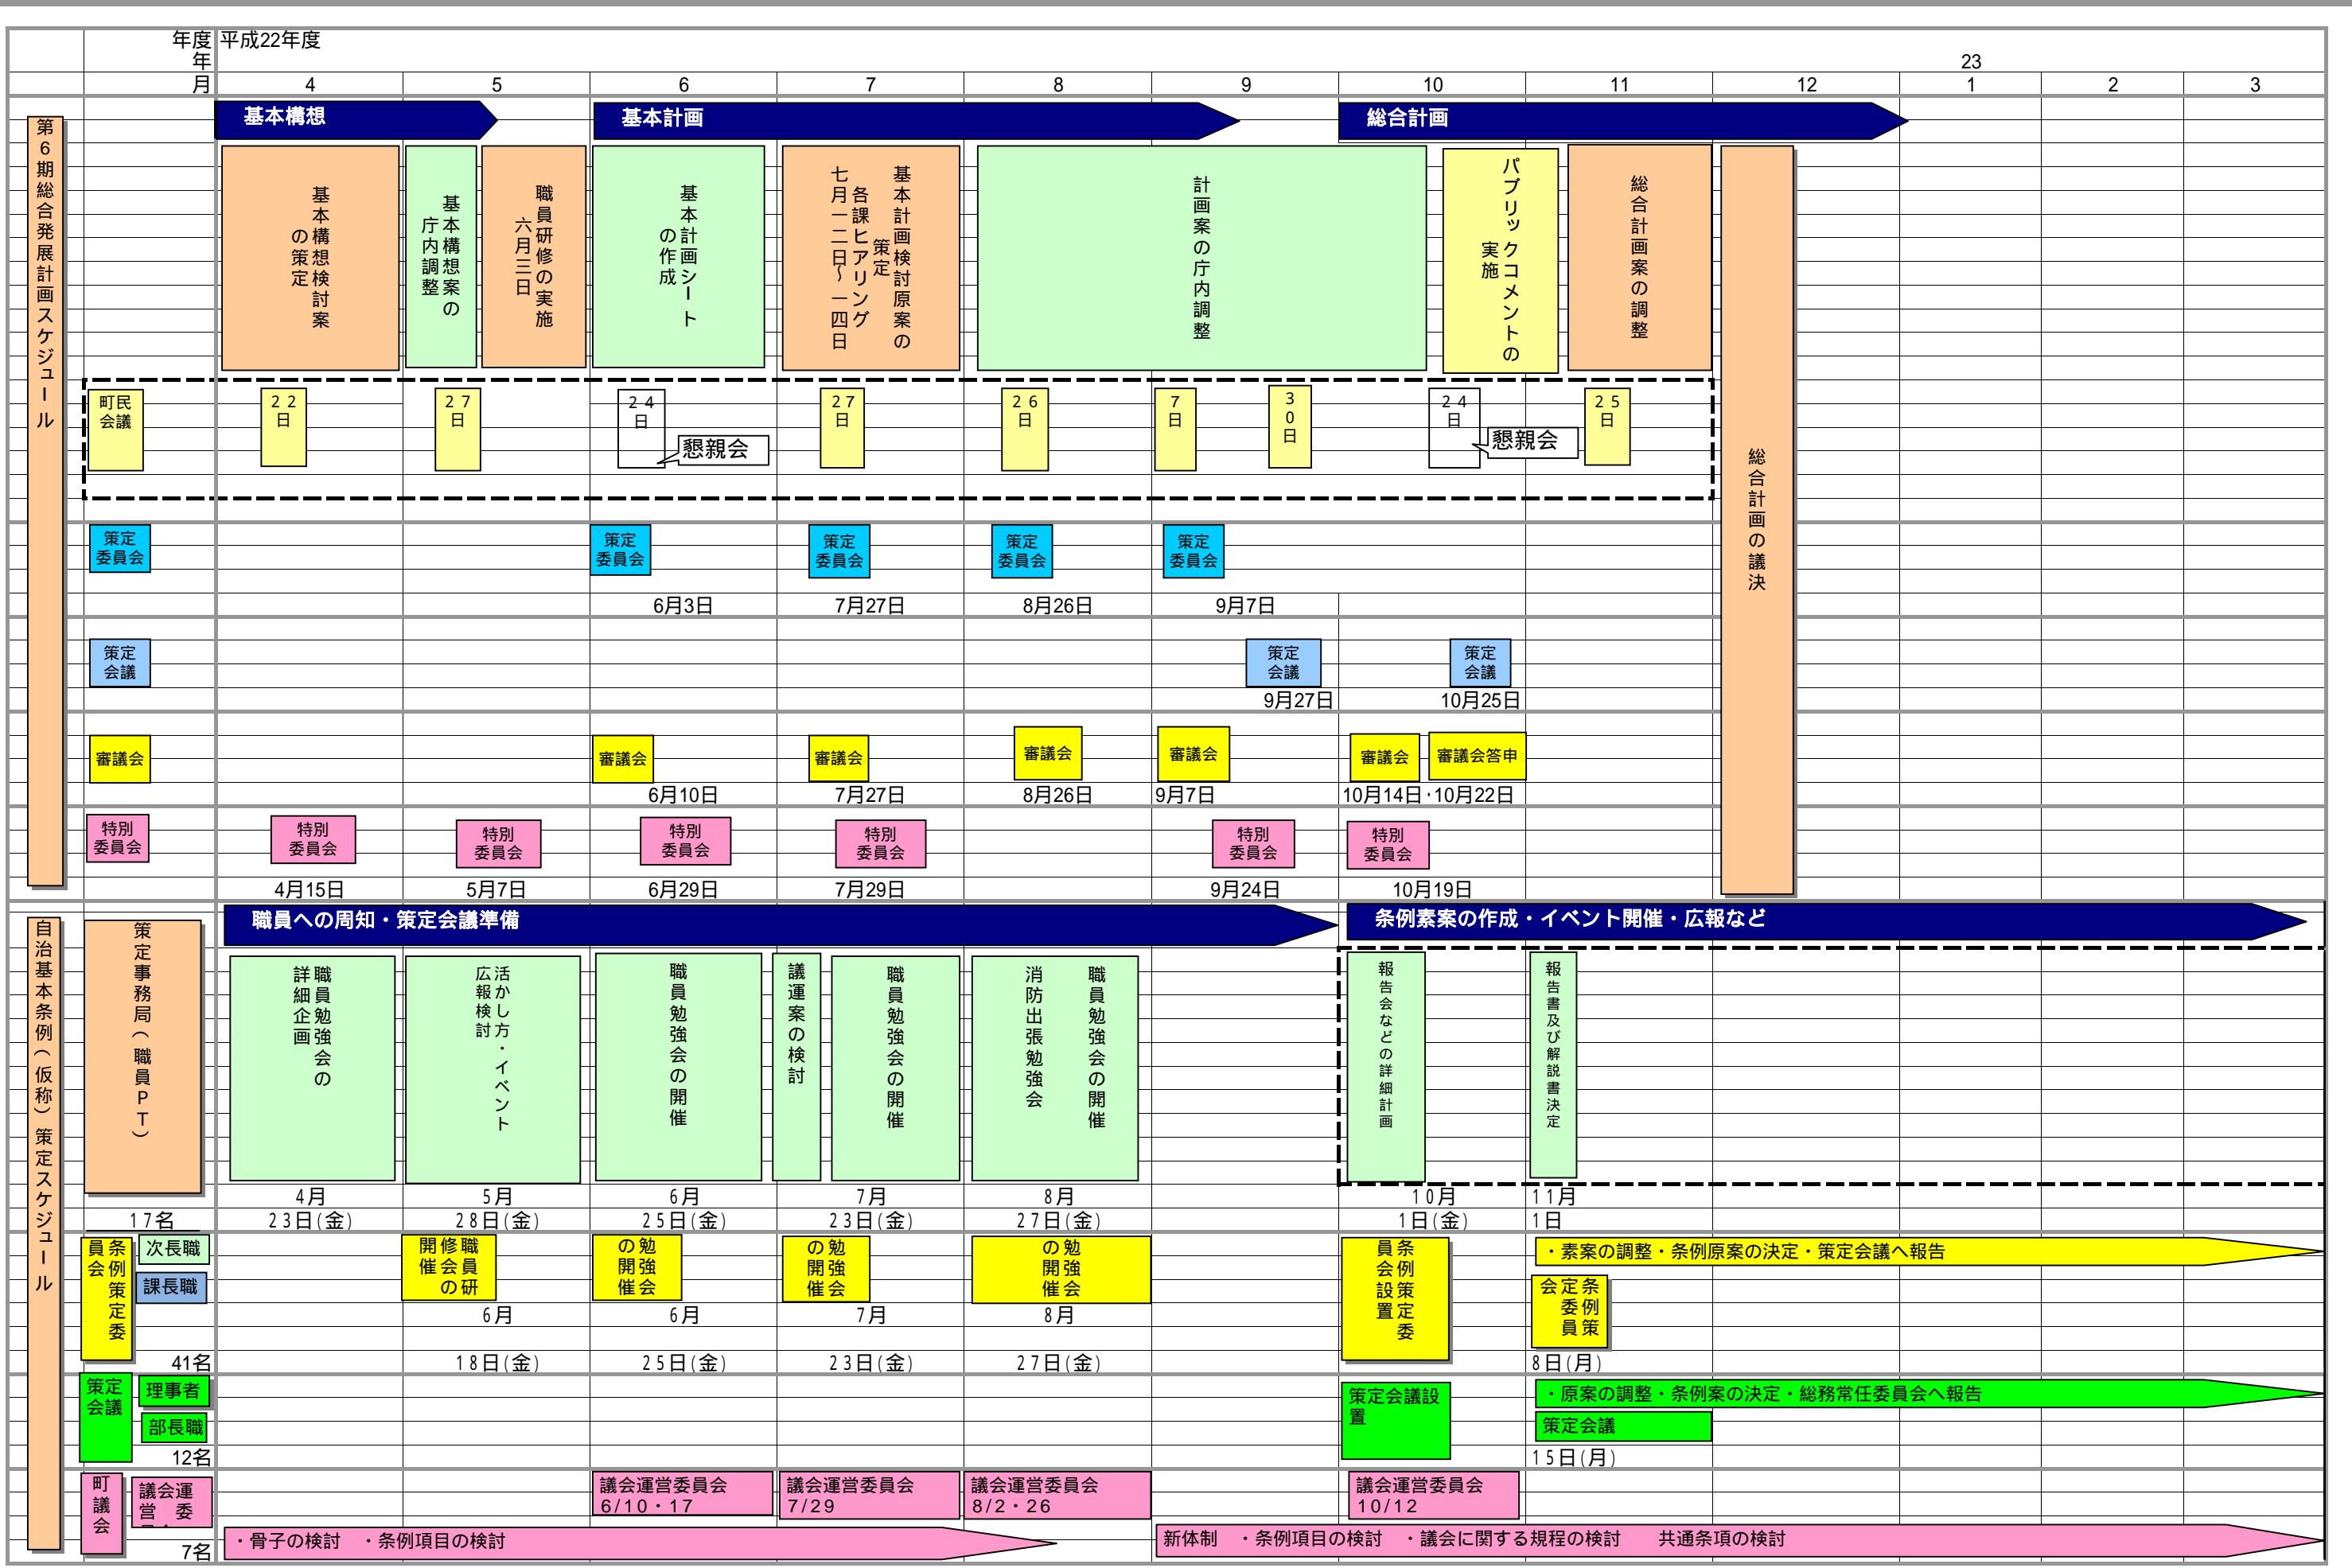 年度 平成22年度
年 23
月 4 5 6 7 8 9 10 11 12 1 2 3
第6期総合発展計画スケジュール
基本構想
基本計画
総合計画
基本構想検討案
の策定
基本構想案の
庁内調整
職員研修の実施
六月三日
基本計画シート
の作成
基本計画検討原案の
策定
各課ヒアリング
七月一二日〜一四日
計画案の庁内調整
パブリックコメントの
実施
総合計画案の調整
総合計画の議決
町民
会議
22
日
27
日
24
日
懇親会
27
日
26
日
7
日
30日
24
日
懇親会
25
日
策定
委員会
策定
委員会
策定
委員会
策定
委員会
策定
委員会
6月3日 7月27日 8月26日 9月7日
策定
会議
策定
会議
策定
会議
9月27日 10月25日
審議会
審議会
審議会
審議会
審議会
審議会
審議会答申
6月10日 7月27日 8月26日 9月7日 10月14日・10月22日
特別
委員会
特別
委員会
特別
委員会
特別
委員会
特別
委員会
特別
委員会
特別
委員会
4月15日 5月7日 6月29日 7月29日 9月24日 10月19日
自治基本条例(仮称)策定スケジュール
策定事務局(職員PT)
職員への周知・策定会議準備
条例素案の作成・イベント開催・広報など
職員勉強会の
詳細企画
活かし方・イベント
広報検討
職員勉強会の開催
議運案の検討
職員勉強会の開催
職員勉強会の開催
消防出張勉強会
報告会などの詳細計画
報告書及び解説書決定
4月 5月 6月 7月 8月 10月 11月
17名 23日(金) 28日(金) 25日(金) 23日(金) 27日(金) 1日(金) 1日
条例策定委
員会
次長職
課長職
職員研
修会の
開催
勉強会
の開催
勉強会
の開催
勉強会
の開催
条例策定委
員会設置
・素案の調整・条例原案の決定・策定会議へ報告
条例策
定委員
会
6月 6月 7月 8月
41名 18日(金) 25日(金) 23日(金) 27日(金) 8日(月)
策定
会議
理事者
部長職
策定会議設
置
・原案の調整・条例案の決定・総務常任委員会へ報告
策定会議
12名 15日(月)
町議会
議会運
営 委
議会運営委員会
6/10・17
議会運営委員会
7/29
議会運営委員会
8/2・26
議会運営委員会
10/12
・骨子の検討 ・条例項目の検討
新体制 ・条例項目の検討 ・議会に関する規程の検討 共通条項の検討
7名